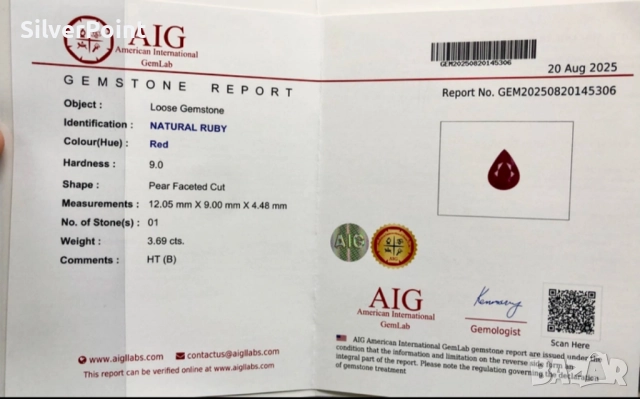 SilverPoint
AIG
American International
GemLab
GEMSTONE REPORT
Object : Loose Gemstone
Identification : NATURAL RUBY
Colour(Hue) : Red
Hardness : 9.0
Shape : Pear Faceted Cut
Measurements : 12.05 mm X 9.00 mm X 4.48 mm
No. of Stone(s) : 01
Weight : 3.69 cts.
Comments : HT (B)
www.aigllabs.com contactus@aigllabs.com
This report can be verified online at www.aigllabs.com
GEM20250820145306
20 Aug 2025
Report No. GEM20250820145306
AIG
AIG
American International
GemLab
Gemologist
Scan Here
AIG American International GemLab gemstone report are issued under the
condition that the information and limitation on the reverse side form an
integral part of the report. Please note the regulation governing the declaration
of gemstone treatment
bazar.bg